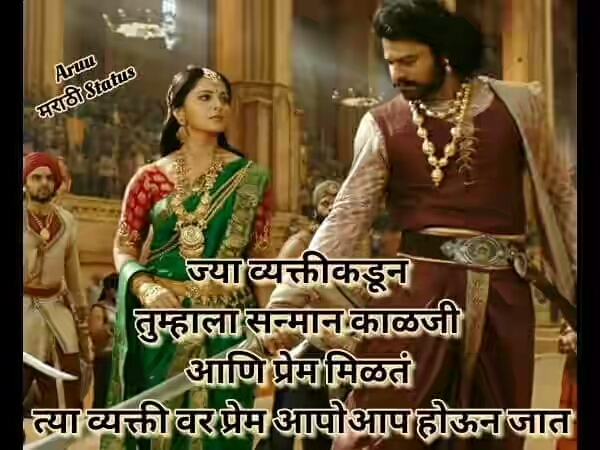 Aruu
मराठी Status
ज्या व्यक्तीकडून
तुम्हाला सन्मान काळजी
आणि प्रेम मिळतं
त्या व्यक्ती वर प्रेम आपोआप होऊन जात